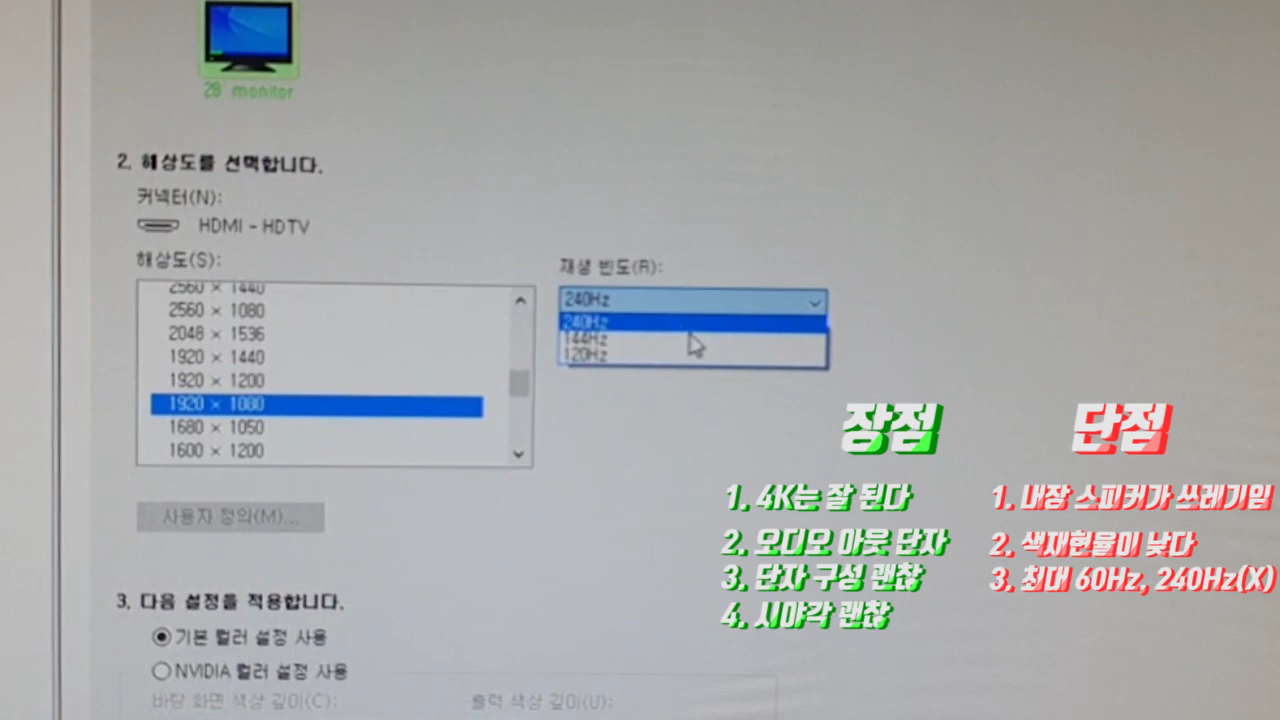 28" monitor
2. 해상도를 선택합니다.
커넥터(N):
HDMI - HDTV
해상도(S):
2560 × 1440
2560 × 1080
2048 × 1536
1920 × 1440
1920 × 1200
1920 × 1080
1680 × 1050
1600 × 1200
재생 빈도(R):
240Hz
240Hz
144Hz
120Hz
사용자 정의(M)...
3. 다음 설정을 적용합니다.
기본 컬러 설정 사용
NVIDIA 컬러 설정 사용
바탕 화면 색상 깊이(C):
출력 색상 깊이(U):
장점
1. 4K는 잘 된다
2. 오디오 아웃 단자
3. 단자 구성 괜찮
4. 시야각 괜찮
단점
1. 내장 스피커가 쓰레기임
2. 색재현율이 낮다
3. 최대 60Hz, 240Hz(X)